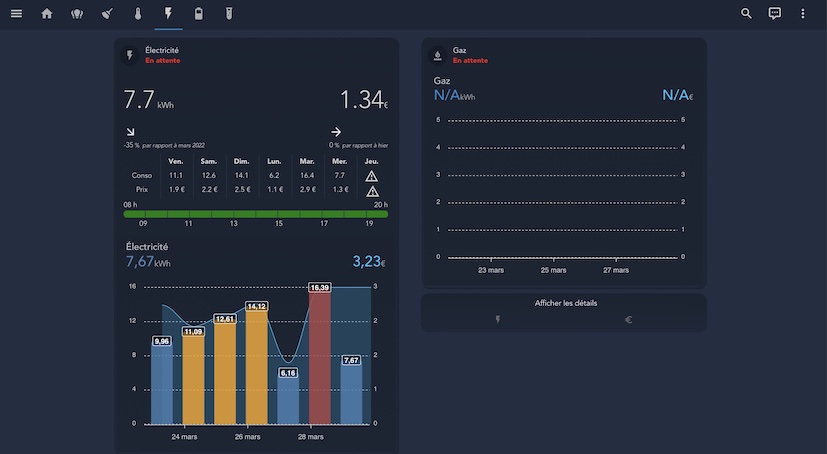 Électricité
En attente
7.7 kWh
1.34€
-35 % par rapport à mars 2022
0 % par rapport à hier
Ven. Sam. Dim. Lun. Mar. Mer. Jeu.
Conso 11.1 12.6 14.1 6.2 16.4 7.7
Prix 1.9 € 2.2 € 2.5 € 1.1 € 2.9 € 1.3 €
08 h 20 h
09 11 13 15 17 19
Électricité
7,67kWh 3,23€
16 3
12 2
8 2
4 1
0 0
9,96 11,09 12,61 14,12 6,16 16,39 7,67
24 mars 26 mars 28 mars
Gaz
En attente
Gaz
N/AkWh N/A€
5 5
4 4
3 3
2 2
1 1
0 0
23 mars 25 mars 27 mars
Afficher les détails
€